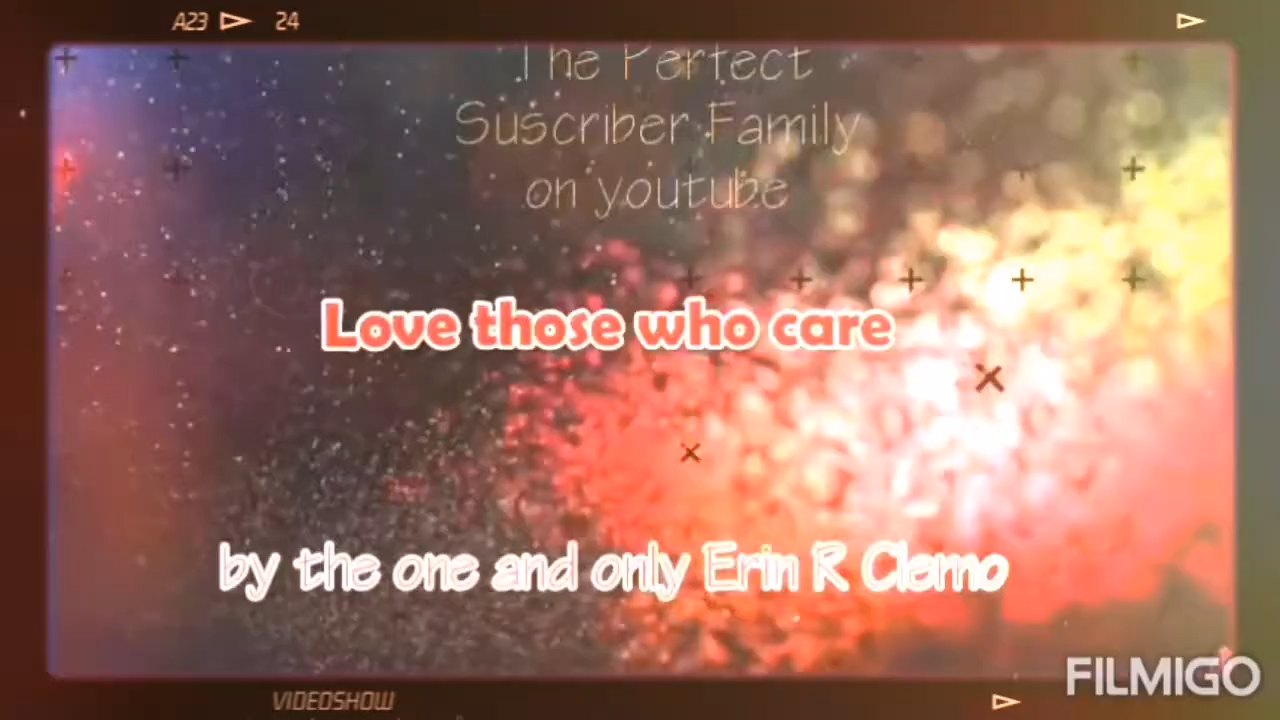 A23 24
The Perfect
Suscriber Family
on youtube
Love those who care
by the one and only Erin R Clemo
FILMIGO
VIDEOSHOW